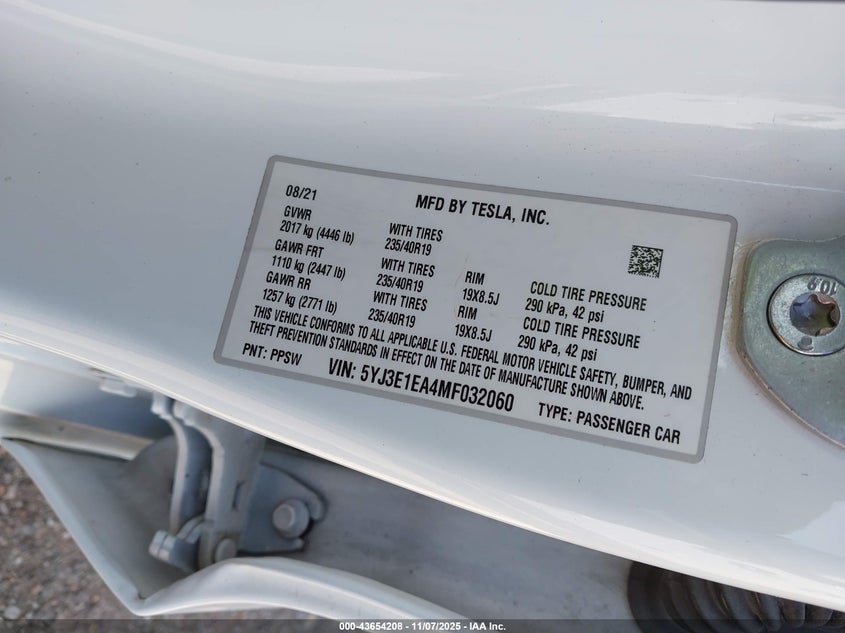 08/21
MFD BY TESLA, INC.
GVWR
2017 kg (4446 lb)
WITH TIRES
235/40R19
GAWR FRT
1110 kg (2447 lb)
WITH TIRES
235/40R19
RIM
19X8.5J
COLD TIRE PRESSURE
290 kPa, 42 psi
GAWR RR
1257 kg (2771 lb)
WITH TIRES
235/40R19
RIM
19X8.5J
COLD TIRE PRESSURE
290 kPa, 42 psi
THIS VEHICLE CONFORMS TO ALL APPLICABLE U.S. FEDERAL MOTOR VEHICLE SAFETY, BUMPER, AND
THEFT PREVENTION STANDARDS IN EFFECT ON THE DATE OF MANUFACTURE SHOWN ABOVE.
PNT: PPSW
VIN: 5YJ3E1EA4MF032060
TYPE: PASSENGER CAR
10.9
000-43654208 - 11/07/2025 - IAA Inc.